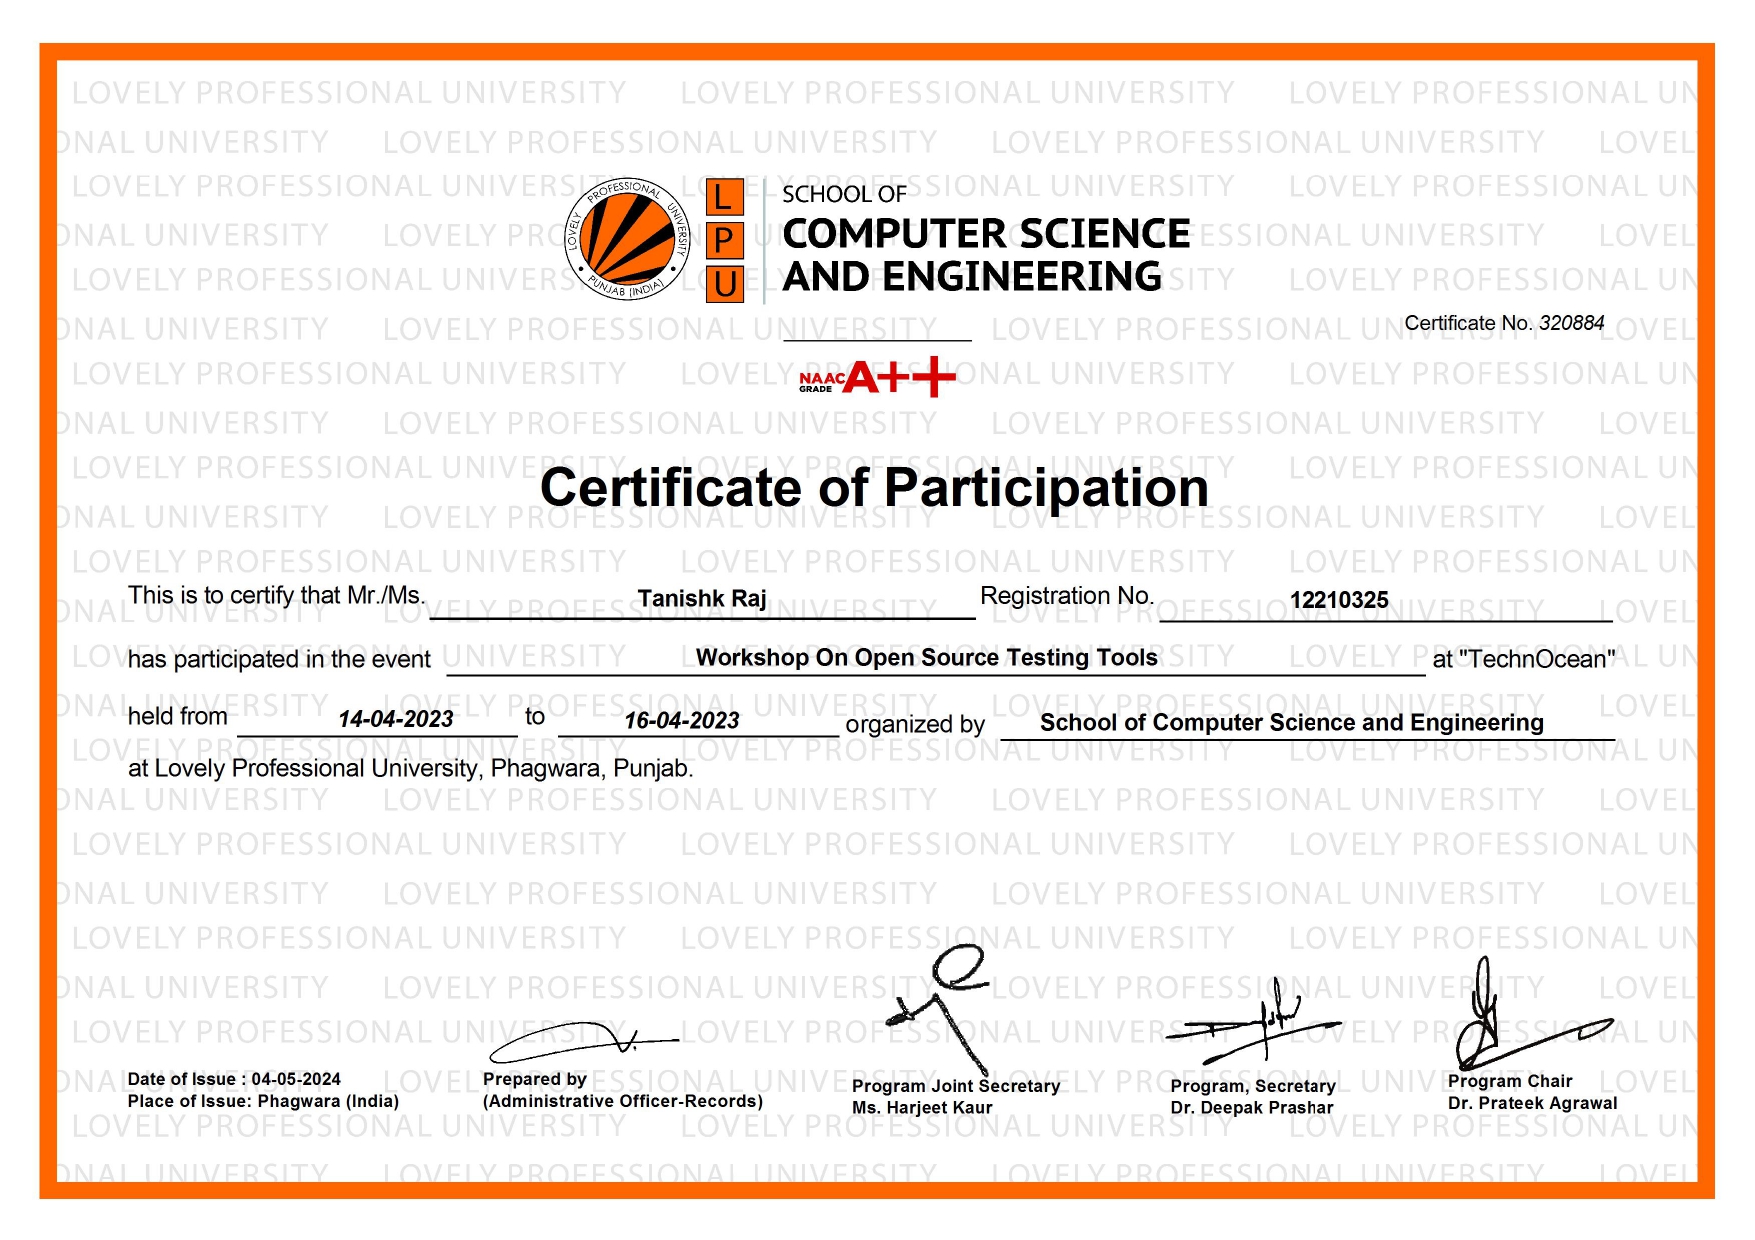 LOVELY PROFESSIONAL UNIVERSITY
PUNJAB (INDIA)
L
P
U
SCHOOL OF
COMPUTER SCIENCE
AND ENGINEERING
Certificate No. 320884
NAAC
GRADE
A++
Certificate of Participation
This is to certify that Mr./Ms. Tanishk Raj Registration No. 12210325
has participated in the event Workshop On Open Source Testing Tools at "TechnOcean"
held from 14-04-2023 to 16-04-2023 organized by School of Computer Science and Engineering
at Lovely Professional University, Phagwara, Punjab.
Date of Issue : 04-05-2024
Place of Issue: Phagwara (India)
Prepared by
(Administrative Officer-Records)
Program Joint Secretary
Ms. Harjeet Kaur
Program, Secretary
Dr. Deepak Prashar
Program Chair
Dr. Prateek Agrawal